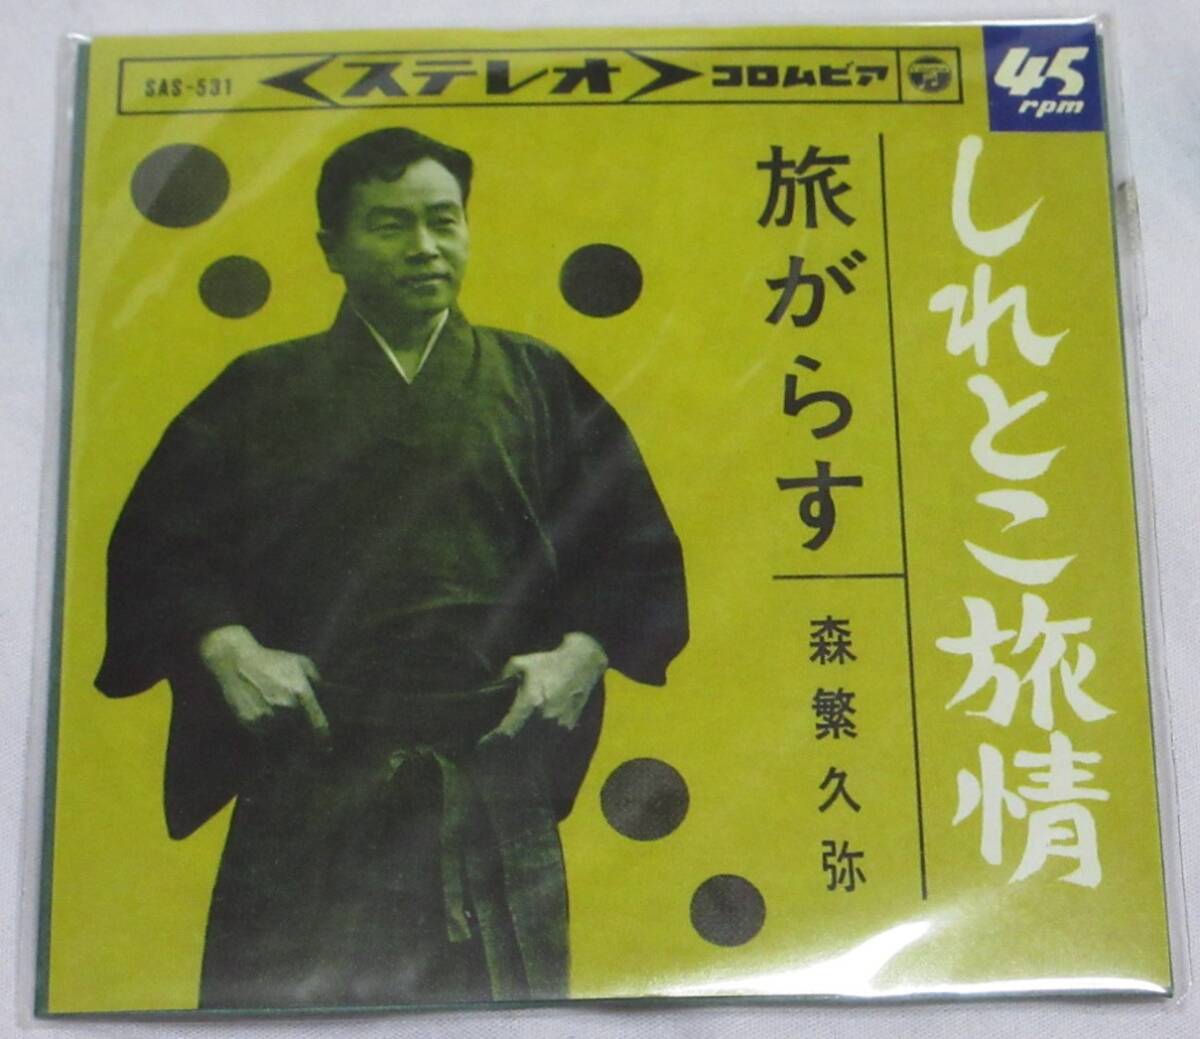 SAS-531
<ステレオ>
コロムビア
45
rpm
しれとこ旅情
旅がらす
森繁久弥